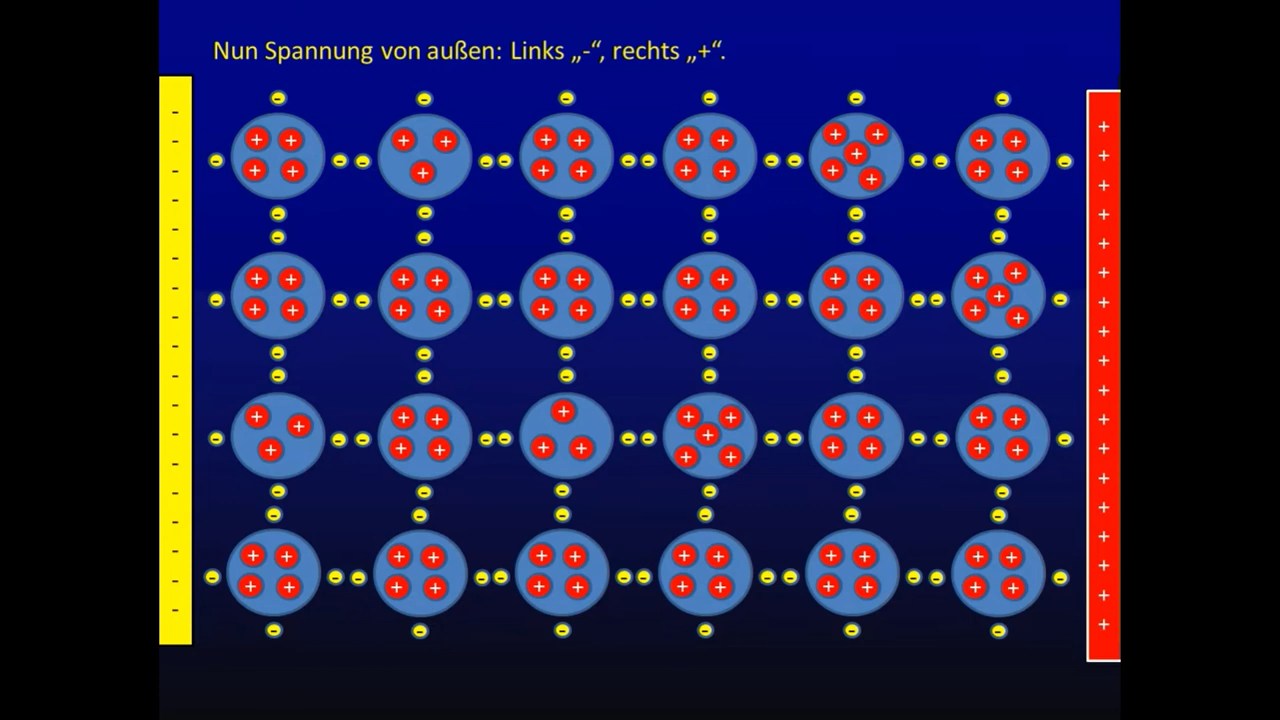 Nun Spannung von außen: Links „-“, rechts „+“.